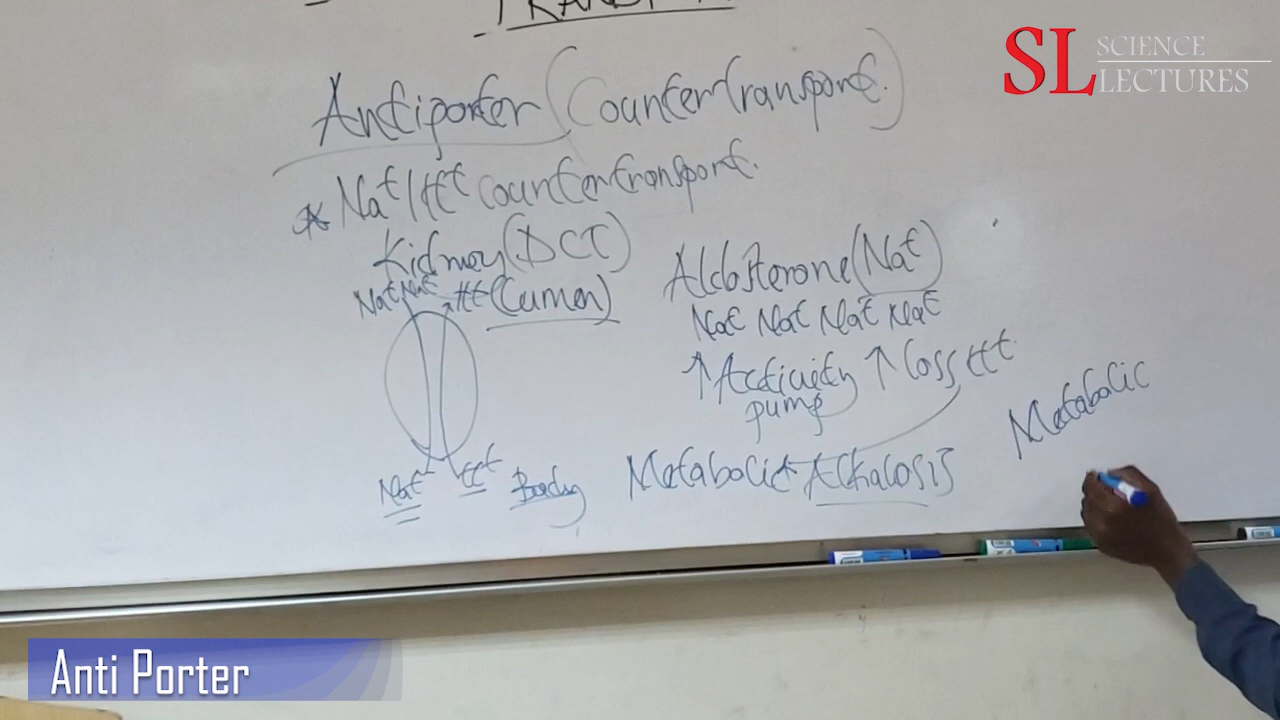 SL SCIENCE LECTURES
Antiporter (Countertransport.)
* Na+/H+ countertransport.
Kidney (DCT)
Na+ Na+ H+ (Lumen)
Na+ H+ Body
Aldosterone (Na+)
Na+ Na+ Na+ Na+
↑ Activity ↑ Loss H+
pump
Metabolic Alkalosis
Metabolic
Anti Porter